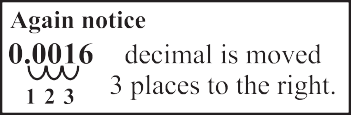 Again notice
0.0016 decimal is moved
1 2 3 3 places to the right.